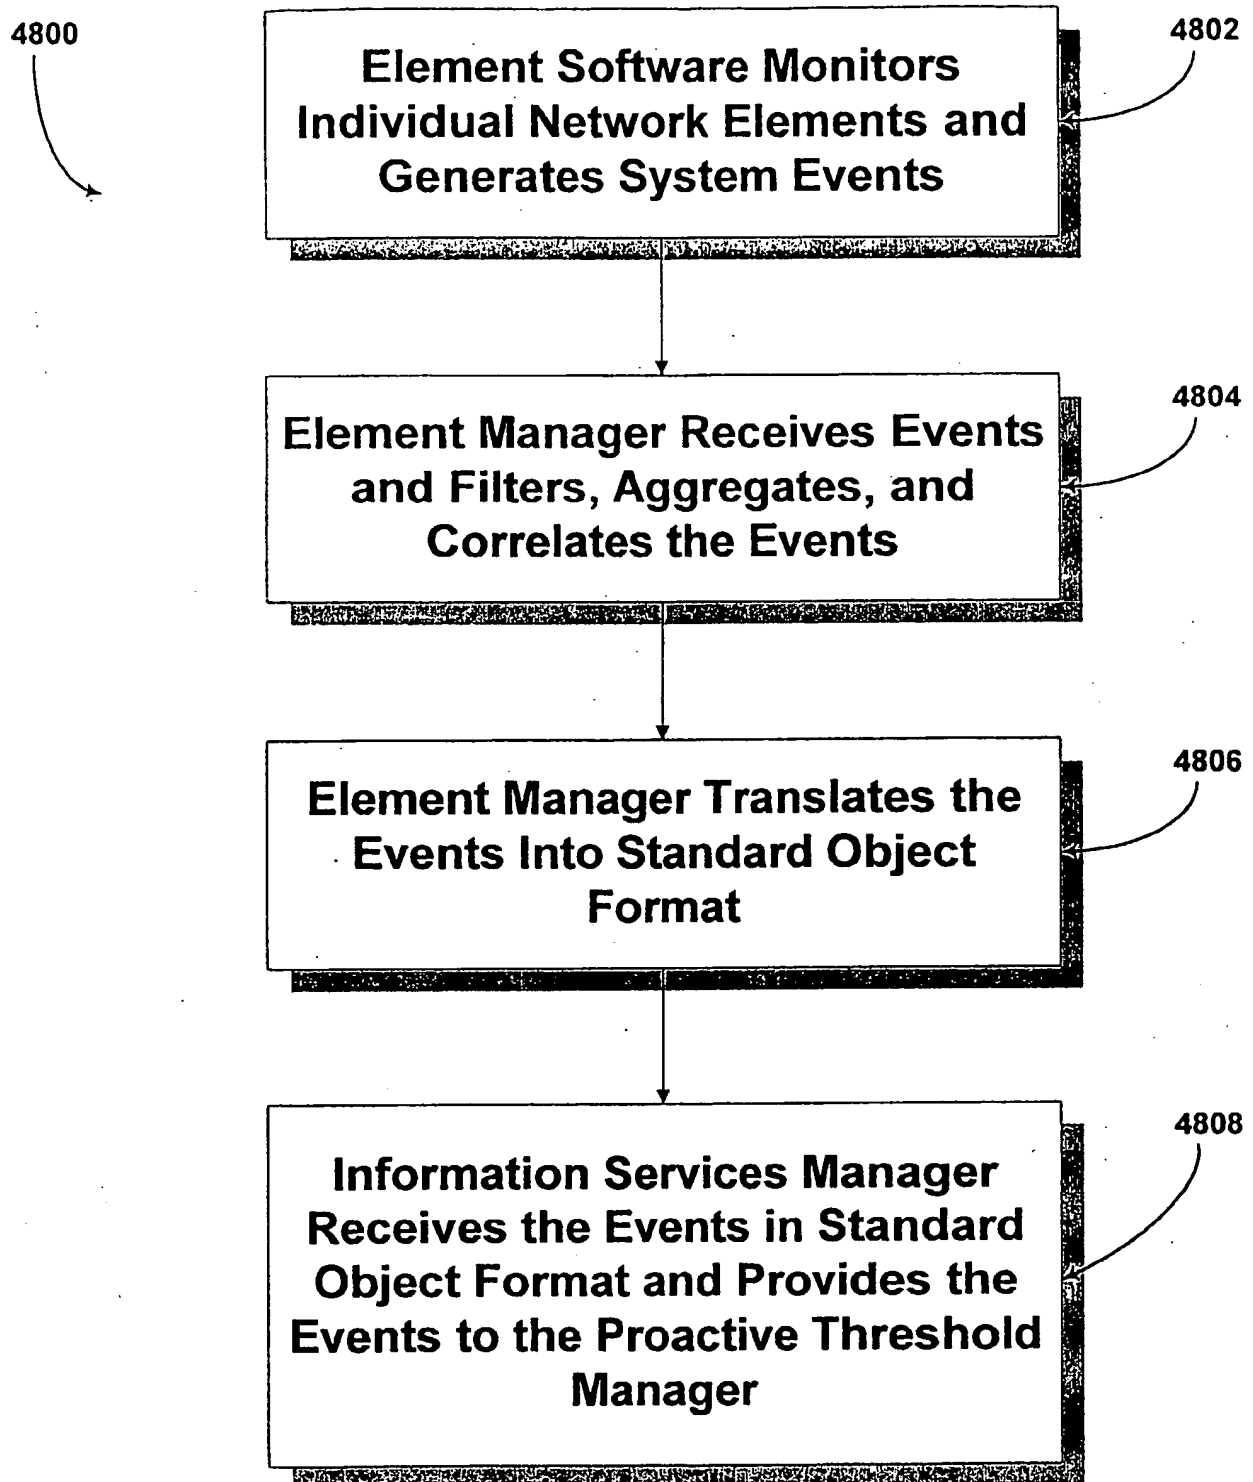 4800
4802
Element Software Monitors
Individual Network Elements and
Generates System Events
4804
Element Manager Receives Events
and Filters, Aggregates, and
Correlates the Events
4806
Element Manager Translates the
Events Into Standard Object
Format
4808
Information Services Manager
Receives the Events in Standard
Object Format and Provides the
Events to the Proactive Threshold
Manager